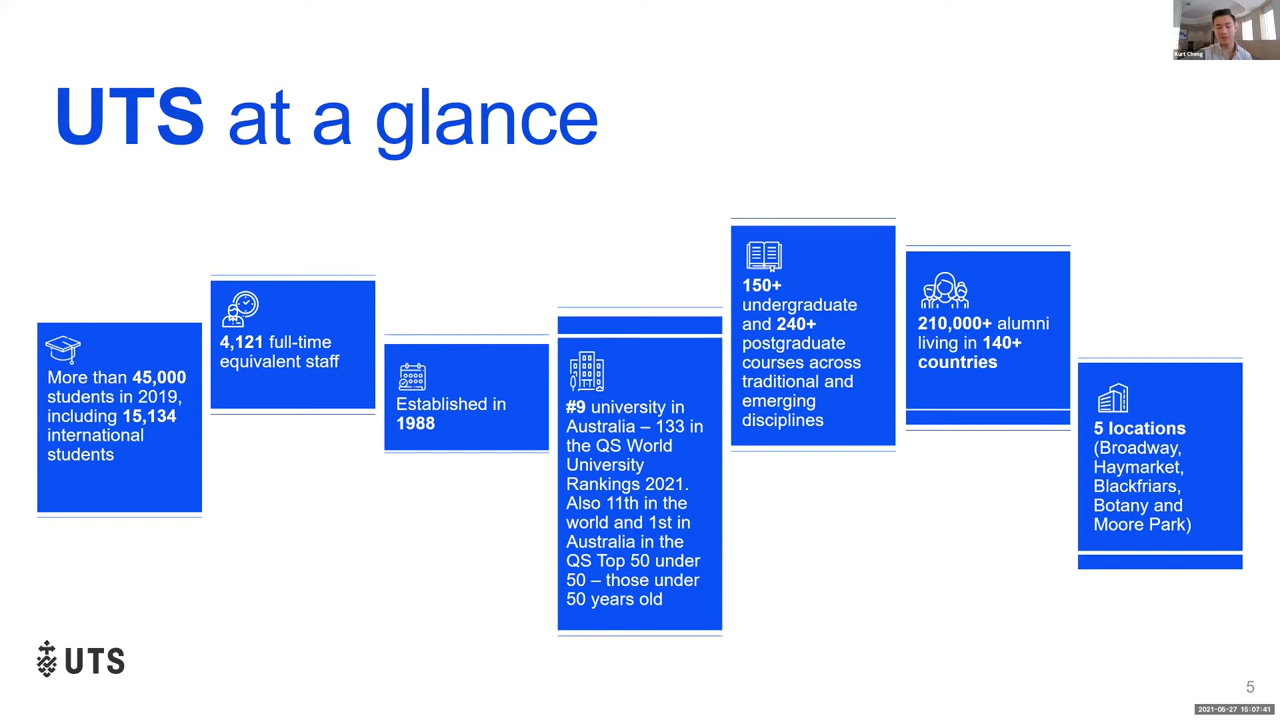 Kurt Cheng
UTS at a glance
More than 45,000
students in 2019,
including 15,134
international
students
4,121 full-time
equivalent staff
Established in
1988
#9 university in
Australia – 133 in
the QS World
University
Rankings 2021.
Also 11th in the
world and 1st in
Australia in the
QS Top 50 under
50 – those under
50 years old
150+
undergraduate
and 240+
postgraduate
courses across
traditional and
emerging
disciplines
210,000+ alumni
living in 140+
countries
5 locations
(Broadway,
Haymarket,
Blackfriars,
Botany and
Moore Park)
UTS
5
2021-05-27 15:07:41